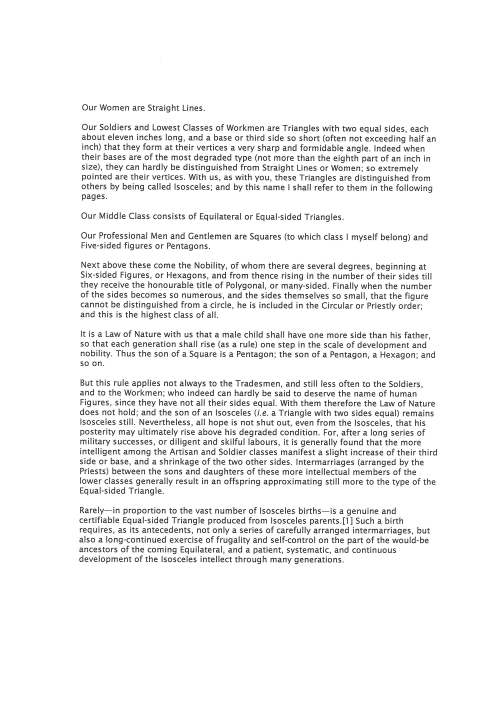 Our Women are Straight Lines.
Our Soldiers and Lowest Classes of Workmen are Triangles with two equal sides, each
about eleven inches long, and a base or third side so short (often not exceeding half an
inch) that they form at their vertices a very sharp and formidable angle. Indeed when
their bases are of the most degraded type (not more than the eighth part of an inch in
size), they can hardly be distinguished from Straight Lines or Women; so extremely
pointed are their vertices. With us, as with you, these Triangles are distinguished from
others by being called Isosceles; and by this name I shall refer to them in the following
pages.
Our Middle Class consists of Equilateral or Equal-sided Triangles.
Our Professional Men and Gentlemen are Squares (to which class I myself belong) and
Five-sided figures or Pentagons.
Next above these come the Nobility, of whom there are several degrees, beginning at
Six-sided Figures, or Hexagons, and from thence rising in the number of their sides till
they receive the honourable title of Polygonal, or many-sided. Finally when the number
of the sides becomes so numerous, and the sides themselves so small, that the figure
cannot be distinguished from a circle, he is included in the Circular or Priestly order;
and this is the highest class of all.
It is a Law of Nature with us that a male child shall have one more side than his father,
so that each generation shall rise (as a rule) one step in the scale of development and
nobility. Thus the son of a Square is a Pentagon; the son of a Pentagon, a Hexagon; and
so on.
But this rule applies not always to the Tradesmen, and still less often to the Soldiers,
and to the Workmen; who indeed can hardly be said to deserve the name of human
Figures, since they have not all their sides equal. With them therefore the Law of Nature
does not hold; and the son of an Isosceles (i.e. a Triangle with two sides equal) remains
Isosceles still. Nevertheless, all hope is not shut out, even from the Isosceles, that his
posterity may ultimately rise above his degraded condition. For, after a long series of
military successes, or diligent and skilful labours, it is generally found that the more
intelligent among the Artisan and Soldier classes manifest a slight increase of their third
side or base, and a shrinkage of the two other sides. Intermarriages (arranged by the
Priests) between the sons and daughters of these more intellectual members of the
lower classes generally result in an offspring approximating still more to the type of the
Equal-sided Triangle.
Rarely—in proportion to the vast number of Isosceles births—is a genuine and
certifiable Equal-sided Triangle produced from Isosceles parents.[1] Such a birth
requires, as its antecedents, not only a series of carefully arranged intermarriages, but
also a long-continued exercise of frugality and self-control on the part of the would-be
ancestors of the coming Equilateral, and a patient, systematic, and continuous
development of the Isosceles intellect through many generations.